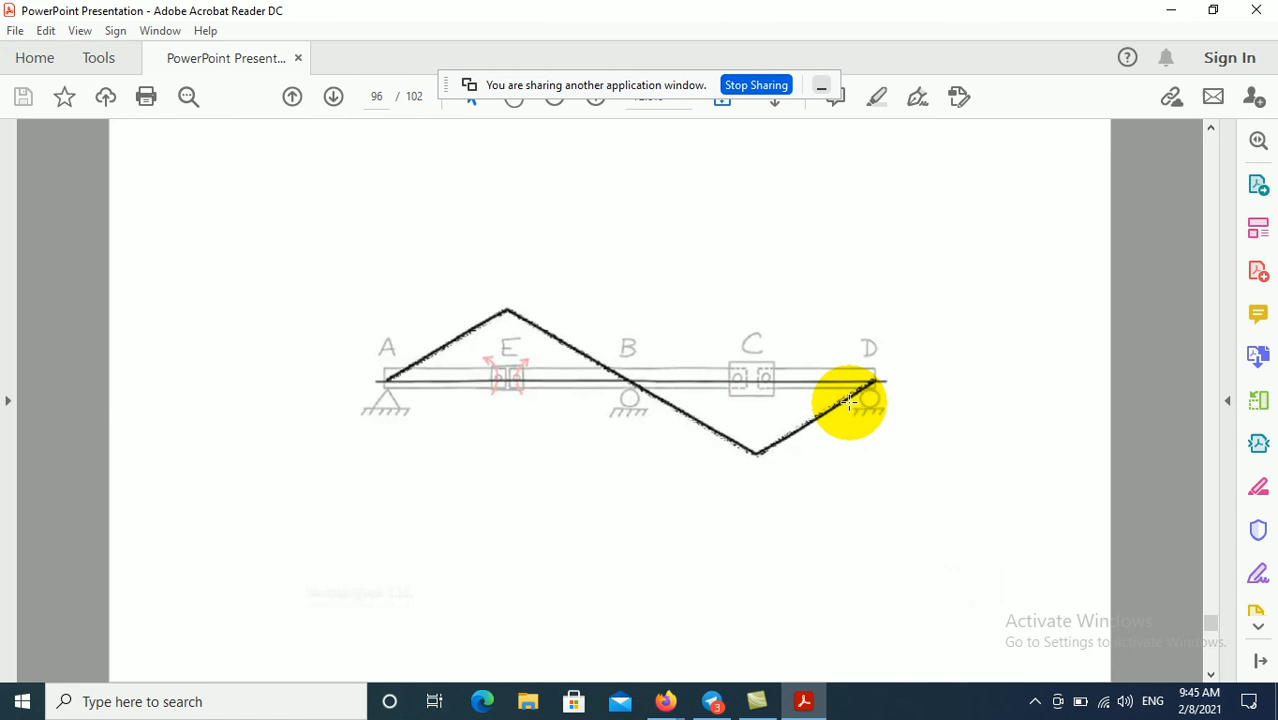 PowerPoint Presentation - Adobe Acrobat Reader DC
File Edit View Sign Window Help
Home Tools PowerPoint Present... × Sign In
You are sharing another application window. Stop Sharing
96 / 102
A E B C D
Activate Windows
Go to Settings to activate Windows.
Type here to search
3
ENG
9:45 AM
2/8/2021